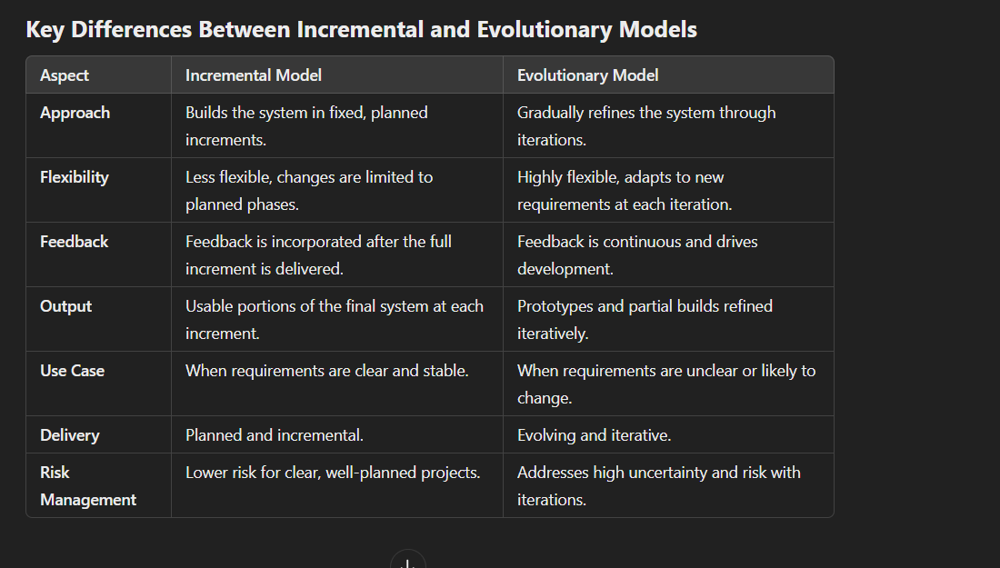 Key Differences Between Incremental and Evolutionary Models
Aspect Incremental Model Evolutionary Model
Approach Builds the system in fixed, planned Gradually refines the system through
increments. iterations.
Flexibility Less flexible, changes are limited to Highly flexible, adapts to new
planned phases. requirements at each iteration.
Feedback Feedback is incorporated after the full Feedback is continuous and drives
increment is delivered. development.
Output Usable portions of the final system at each Prototypes and partial builds refined
increment. iteratively.
Use Case When requirements are clear and stable. When requirements are unclear or likely to
change.
Delivery Planned and incremental. Evolving and iterative.
Risk Lower risk for clear, well-planned projects. Addresses high uncertainty and risk with
Management iterations.